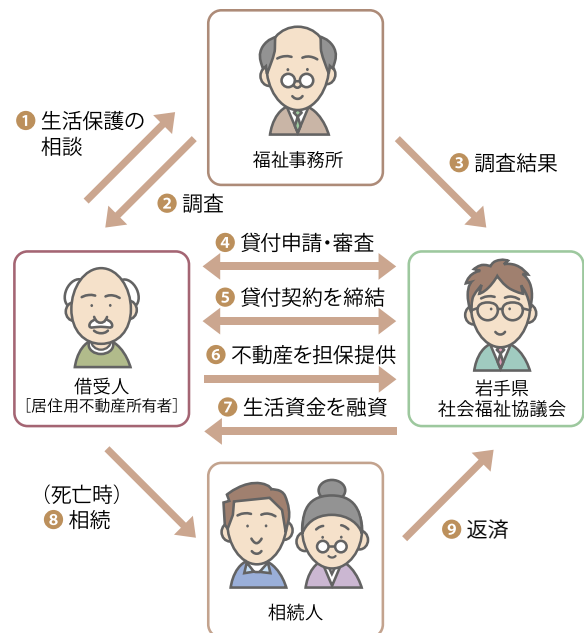 ❶ 生活保護の
相談
福祉事務所
❷ 調査
❸ 調査結果
❹ 貸付申請・審査
❺ 貸付契約を締結
❻ 不動産を担保提供
❼ 生活資金を融資
借受人
［居住用不動産所有者］
岩手県
社会福祉協議会
（死亡時）
❽ 相続
❾ 返済
相続人